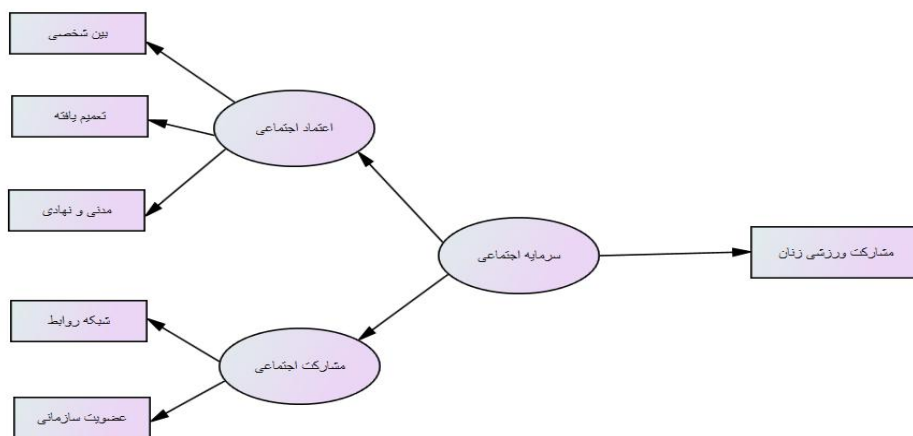 بین شخصی
تعمیم یافته
اعتماد اجتماعی
مدنی و نهادی
سرمایه اجتماعی
مشارکت ورزشی زنان
شبکه روابط
مشارکت اجتماعی
عضویت سازمانی